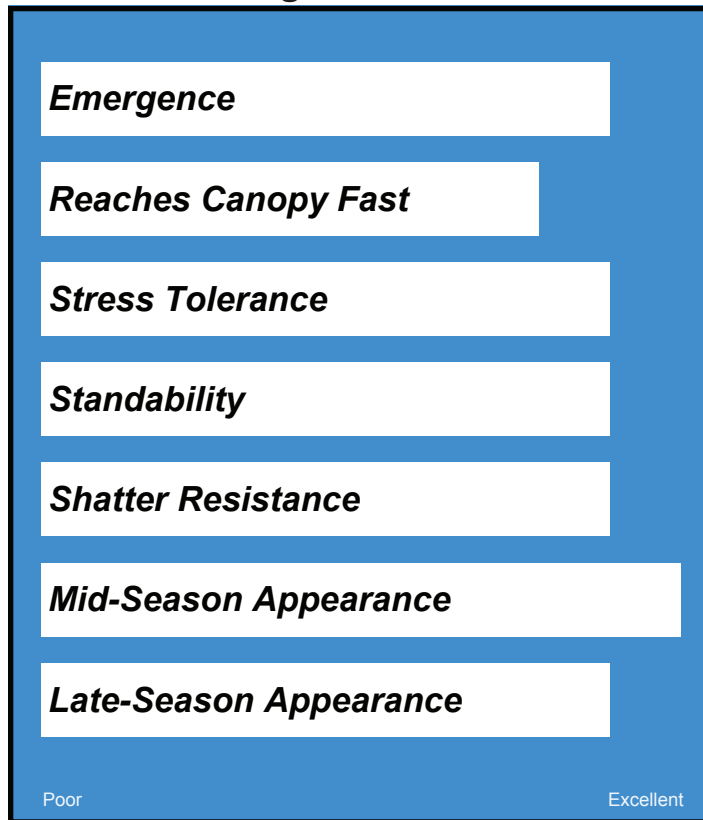 Emergence
Reaches Canopy Fast
Stress Tolerance
Standability
Shatter Resistance
Mid-Season Appearance
Late-Season Appearance
Poor Excellent